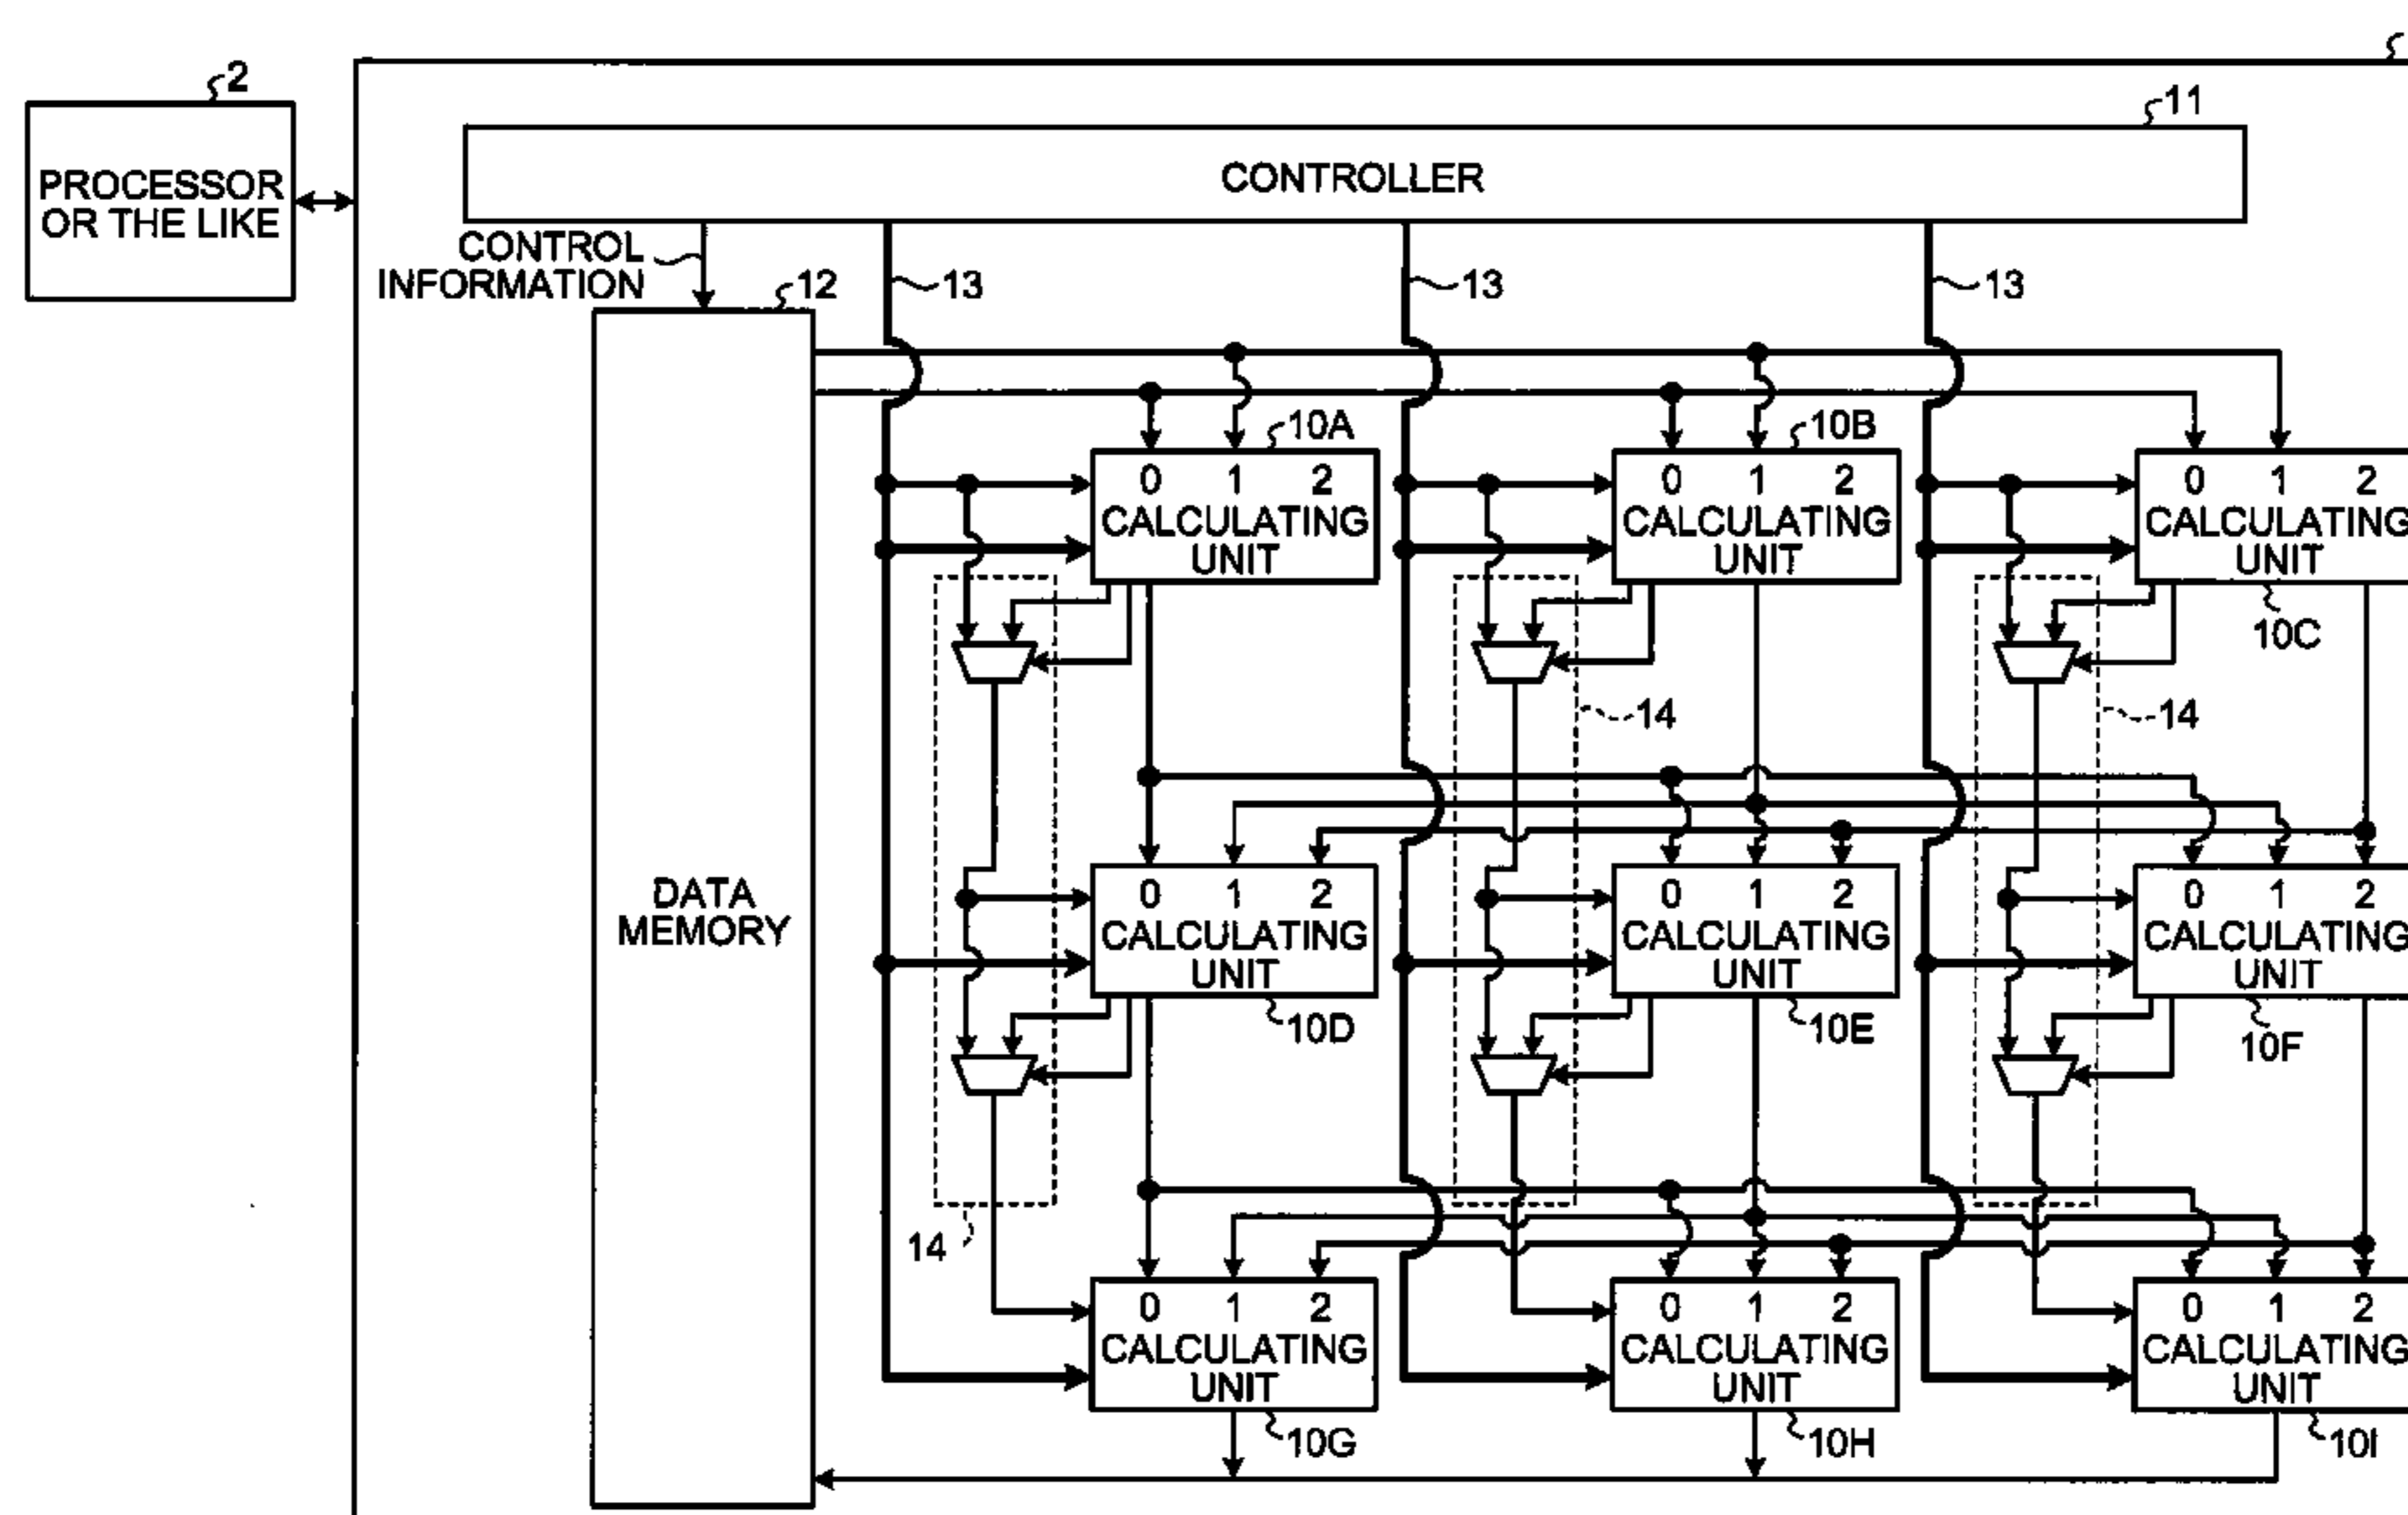 2
PROCESSOR
OR THE LIKE
11
CONTROLLER
CONTROL
INFORMATION
12
13
13
13
DATA
MEMORY
10A
0 1 2
CALCULATING
UNIT
10B
0 1 2
CALCULATING
UNIT
0 1 2
CALCULATING
UNIT
10C
14
14
0 1 2
CALCULATING
UNIT
10D
0 1 2
CALCULATING
UNIT
10E
0 1 2
CALCULATING
UNIT
10F
14
0 1 2
CALCULATING
UNIT
10G
0 1 2
CALCULATING
UNIT
10H
0 1 2
CALCULATING
UNIT
10I